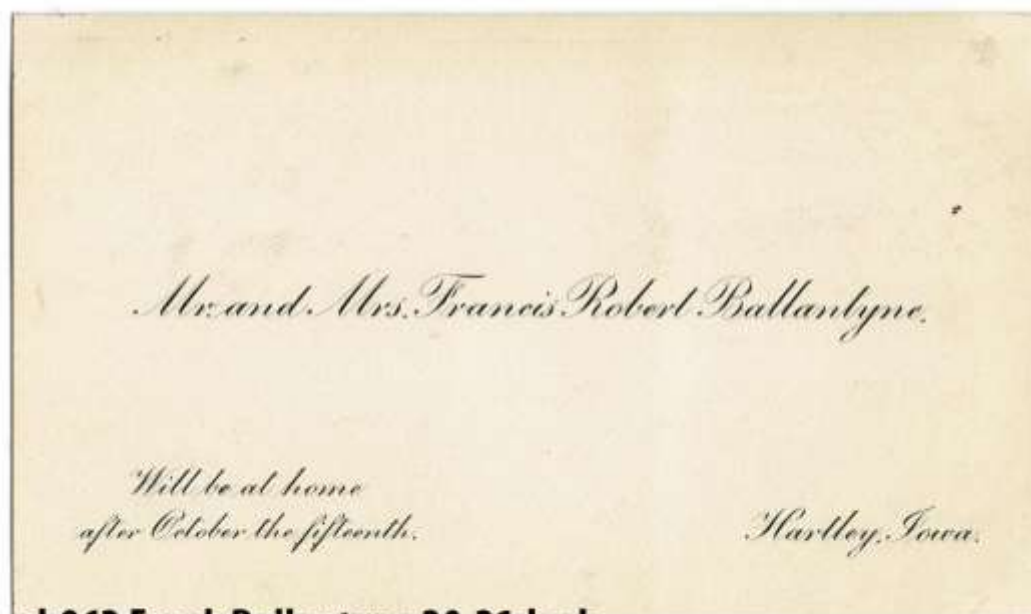 Mr. and Mrs. Francis Robert Ballantyne.
Will be at home
after October the fifteenth.
Hartley, Iowa.